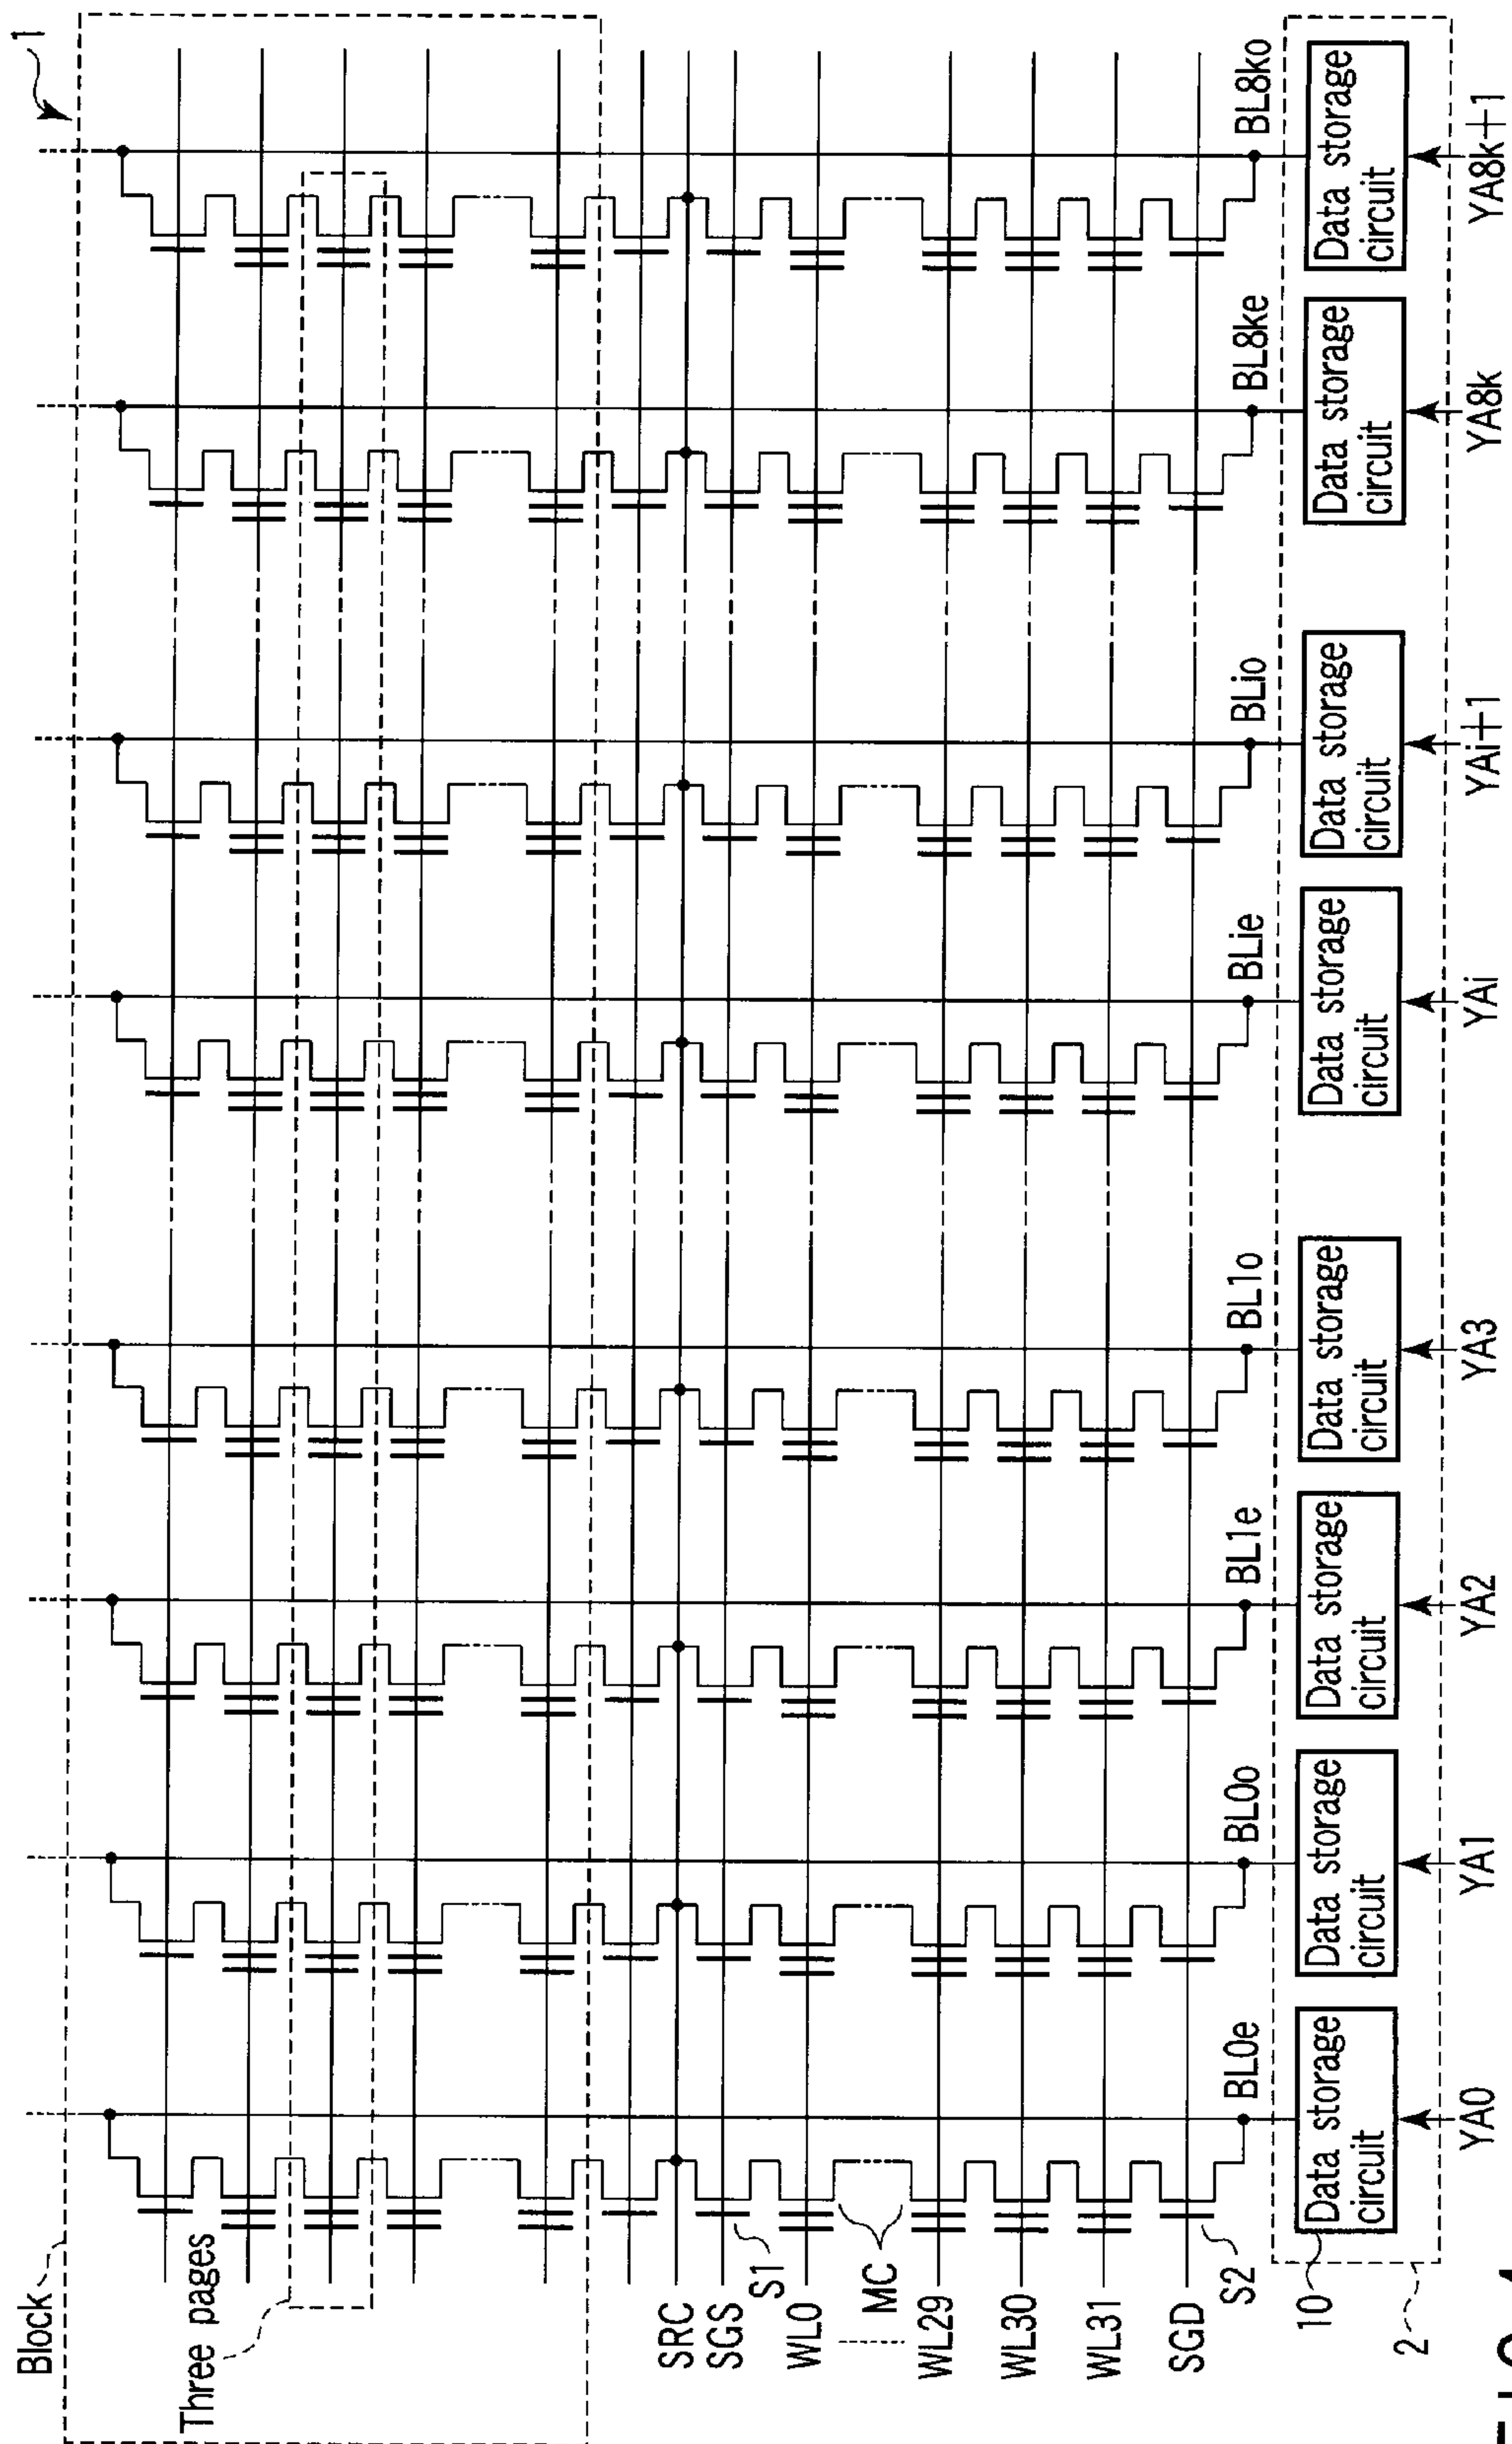 1
Block
Three pages
SRC
SGS
S1
WL0
MC
WL29
WL30
WL31
SGD
S2
BL0e
BL0o
BL1e
BL1o
BLie
BLio
BL8ke
BL8ko
10
2
Data storage
circuit
Data storage
circuit
Data storage
circuit
Data storage
circuit
Data storage
circuit
Data storage
circuit
Data storage
circuit
Data storage
circuit
YA0
YA1
YA2
YA3
YAi
YAi+1
YA8k
YA8k+1